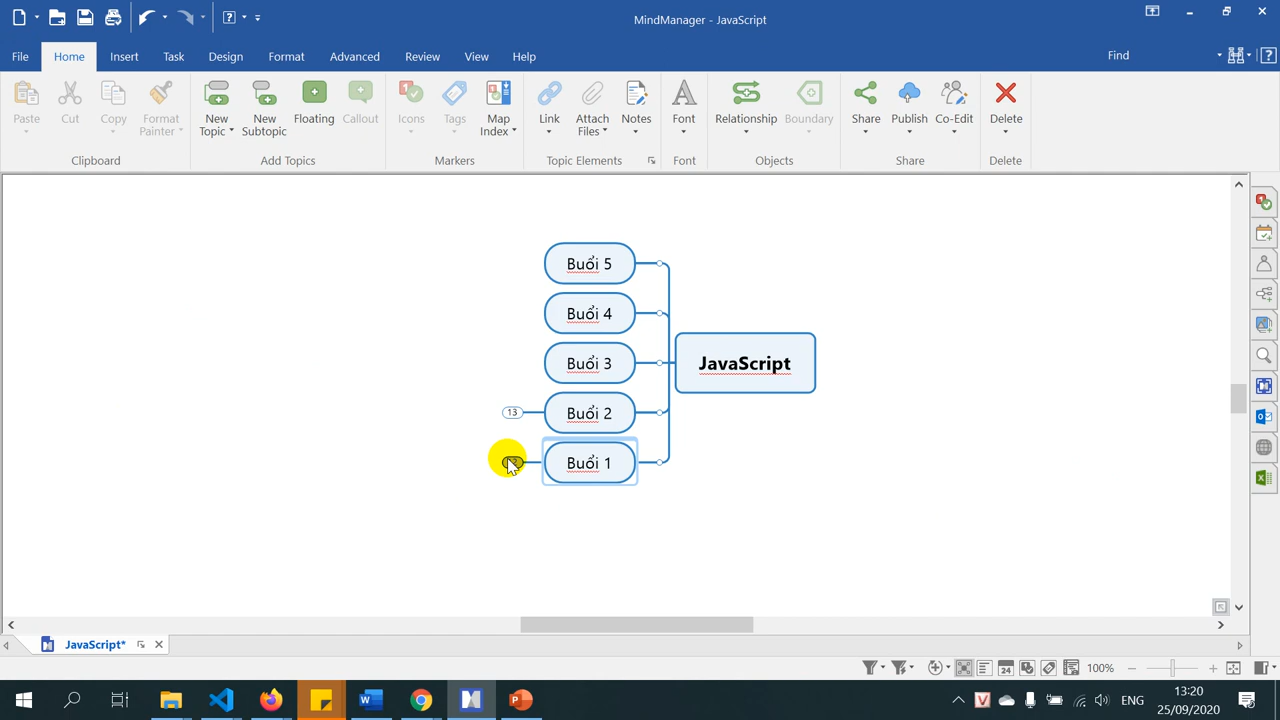 MindManager - JavaScript
File Home Insert Task Design Format Advanced Review View Help Find
Paste Cut Copy Format Painter New Topic New Subtopic Floating Callout Icons Tags Map Index Link Attach Files Notes Font Relationship Boundary Share Publish Co-Edit Delete
Clipboard Add Topics Markers Topic Elements Font Objects Share Delete
Buổi 5
Buổi 4
Buổi 3
JavaScript
13 Buổi 2
Buổi 1
JavaScript*
100%
ENG 13:20
25/09/2020